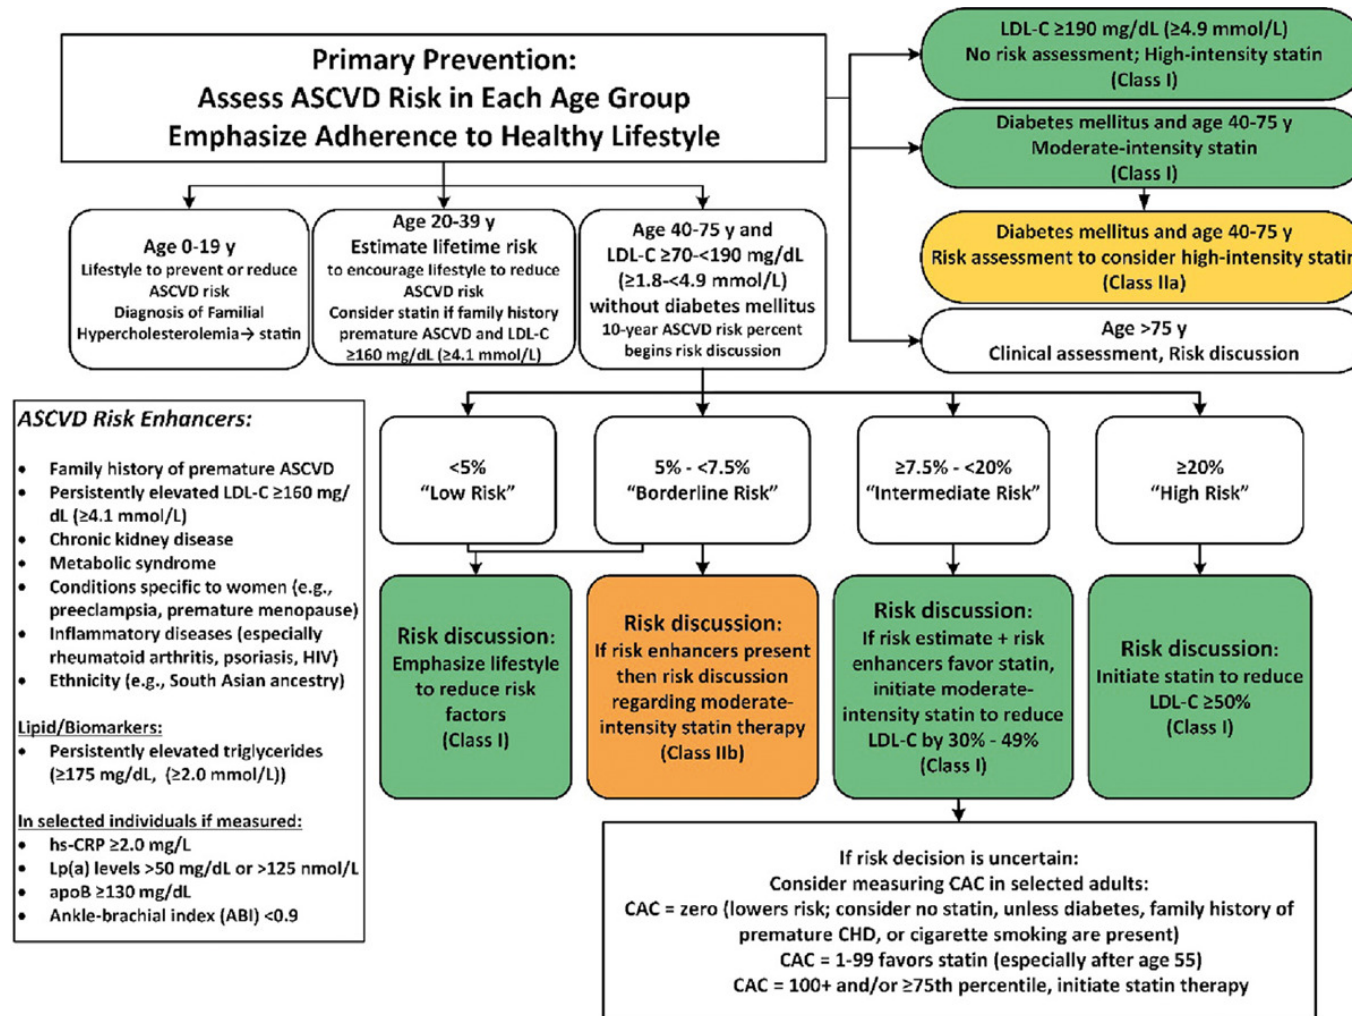 Primary Prevention:
Assess ASCVD Risk in Each Age Group
Emphasize Adherence to Healthy Lifestyle
LDL-C ≥190 mg/dL (≥4.9 mmol/L)
No risk assessment; High-intensity statin
(Class I)
Diabetes mellitus and age 40-75 y
Moderate-intensity statin
(Class I)
Diabetes mellitus and age 40-75 y
Risk assessment to consider high-intensity statin
(Class IIa)
Age >75 y
Clinical assessment, Risk discussion
Age 0-19 y
Lifestyle to prevent or reduce
ASCVD risk
Diagnosis of Familial
Hypercholesterolemia→ statin
Age 20-39 y
Estimate lifetime risk
to encourage lifestyle to reduce
ASCVD risk
Consider statin if family history
premature ASCVD and LDL-C
≥160 mg/dL (≥4.1 mmol/L)
Age 40-75 y and
LDL-C ≥70-<190 mg/dL
(≥1.8-<4.9 mmol/L)
without diabetes mellitus
10-year ASCVD risk percent
begins risk discussion
ASCVD Risk Enhancers:
• Family history of premature ASCVD
• Persistently elevated LDL-C ≥160 mg/
dL (≥4.1 mmol/L)
• Chronic kidney disease
• Metabolic syndrome
• Conditions specific to women (e.g.,
preeclampsia, premature menopause)
• Inflammatory diseases (especially
rheumatoid arthritis, psoriasis, HIV)
• Ethnicity (e.g., South Asian ancestry)
Lipid/Biomarkers:
• Persistently elevated triglycerides
(≥175 mg/dL, (≥2.0 mmol/L))
In selected individuals if measured:
• hs-CRP ≥2.0 mg/L
• Lp(a) levels >50 mg/dL or >125 nmol/L
• apoB ≥130 mg/dL
• Ankle-brachial index (ABI) <0.9
<5%
“Low Risk”
5% - <7.5%
“Borderline Risk”
≥7.5% - <20%
“Intermediate Risk”
≥20%
“High Risk”
Risk discussion:
Emphasize lifestyle
to reduce risk
factors
(Class I)
Risk discussion:
If risk enhancers present
then risk discussion
regarding moderate-
intensity statin therapy
(Class IIb)
Risk discussion:
If risk estimate + risk
enhancers favor statin,
initiate moderate-
intensity statin to reduce
LDL-C by 30% - 49%
(Class I)
Risk discussion:
Initiate statin to reduce
LDL-C ≥50%
(Class I)
If risk decision is uncertain:
Consider measuring CAC in selected adults:
CAC = zero (lowers risk; consider no statin, unless diabetes, family history of
premature CHD, or cigarette smoking are present)
CAC = 1-99 favors statin (especially after age 55)
CAC = 100+ and/or ≥75th percentile, initiate statin therapy